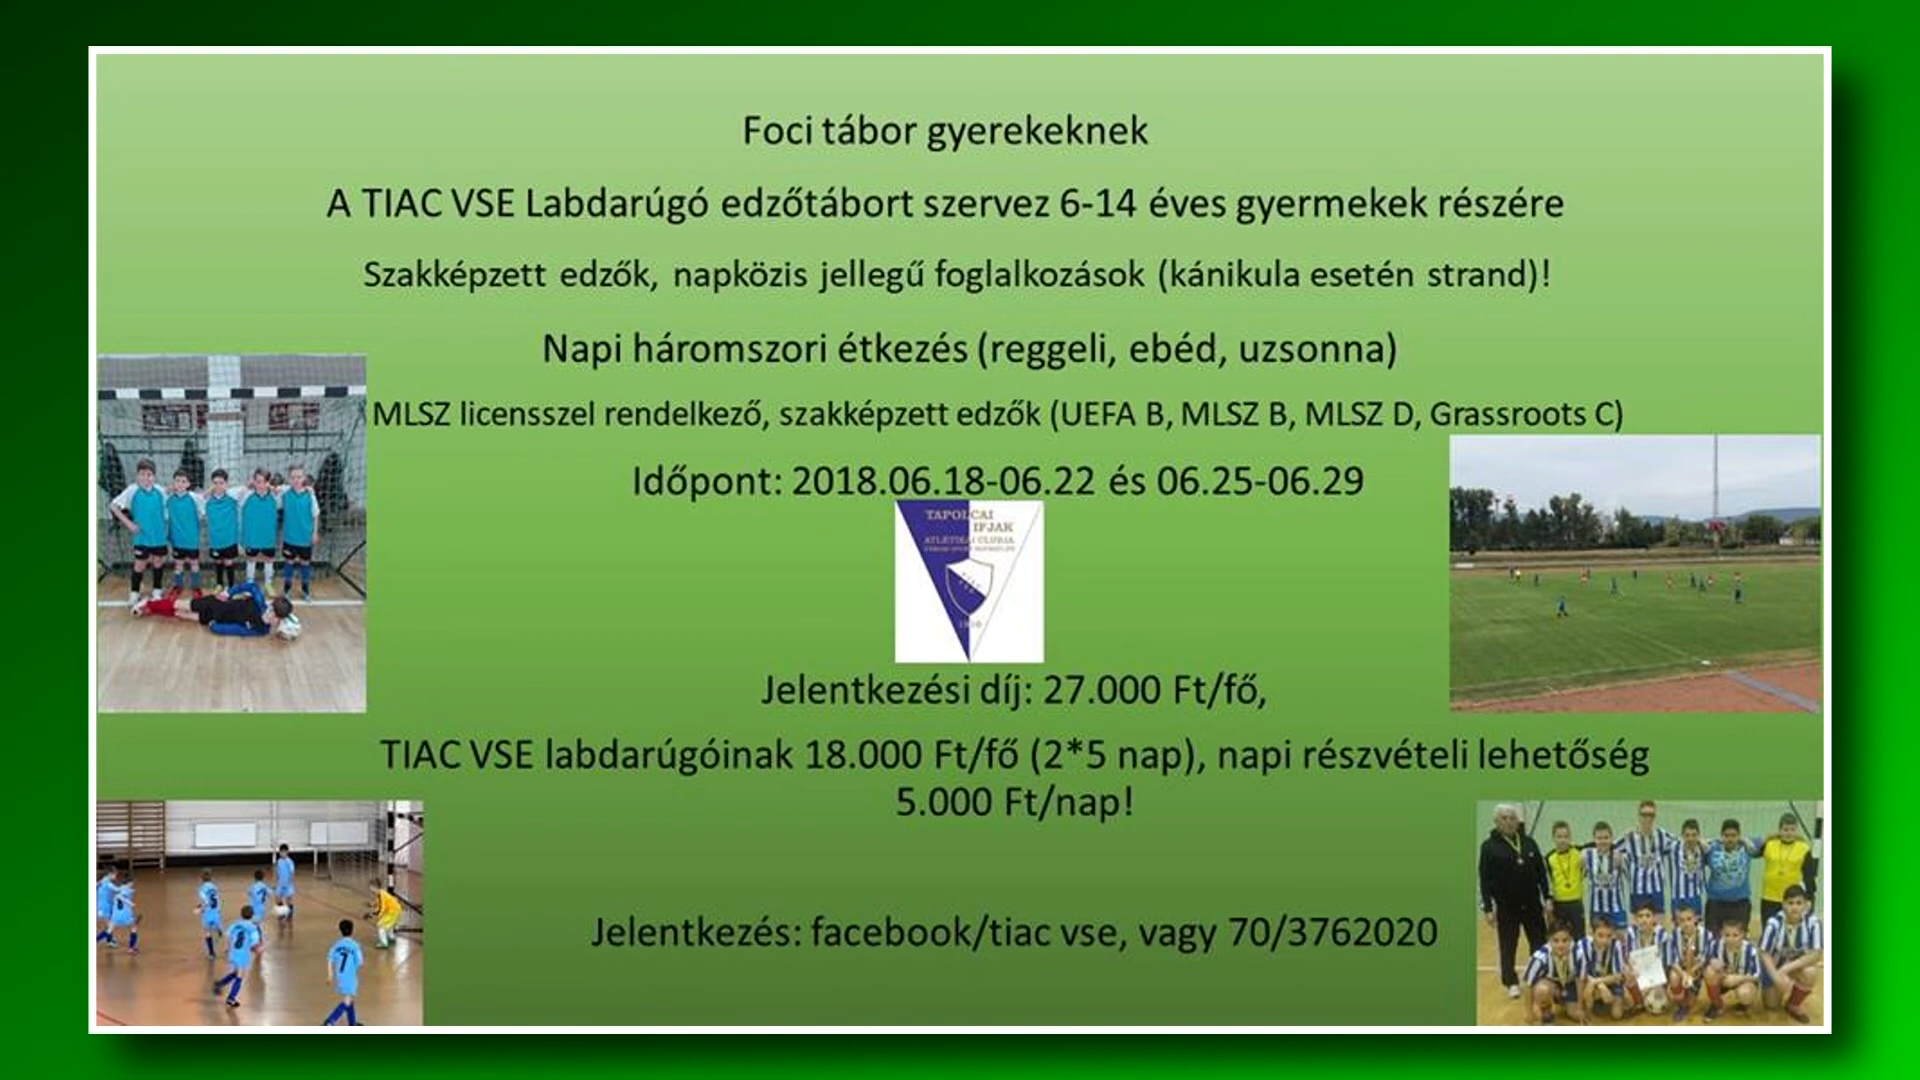 Foci tábor gyerekeknek
A TIAC VSE Labdarúgó edzőtábort szervez 6-14 éves gyermekek részére
Szakképzett edzők, napközis jellegű foglalkozások (kánikula esetén strand)!
Napi háromszori étkezés (reggeli, ebéd, uzsonna)
MLSZ licensszel rendelkező, szakképzett edzők (UEFA B, MLSZ B, MLSZ D, Grassroots C)
Időpont: 2018.06.18-06.22 és 06.25-06.29
TAPOLCAI
IFJAK
ATLÉTIKAI CLUBJA
Jelentkezési díj: 27.000 Ft/fő,
TIAC VSE labdarúgóinak 18.000 Ft/fő (2*5 nap), napi részvételi lehetőség
5.000 Ft/nap!
Jelentkezés: facebook/tiac vse, vagy 70/3762020